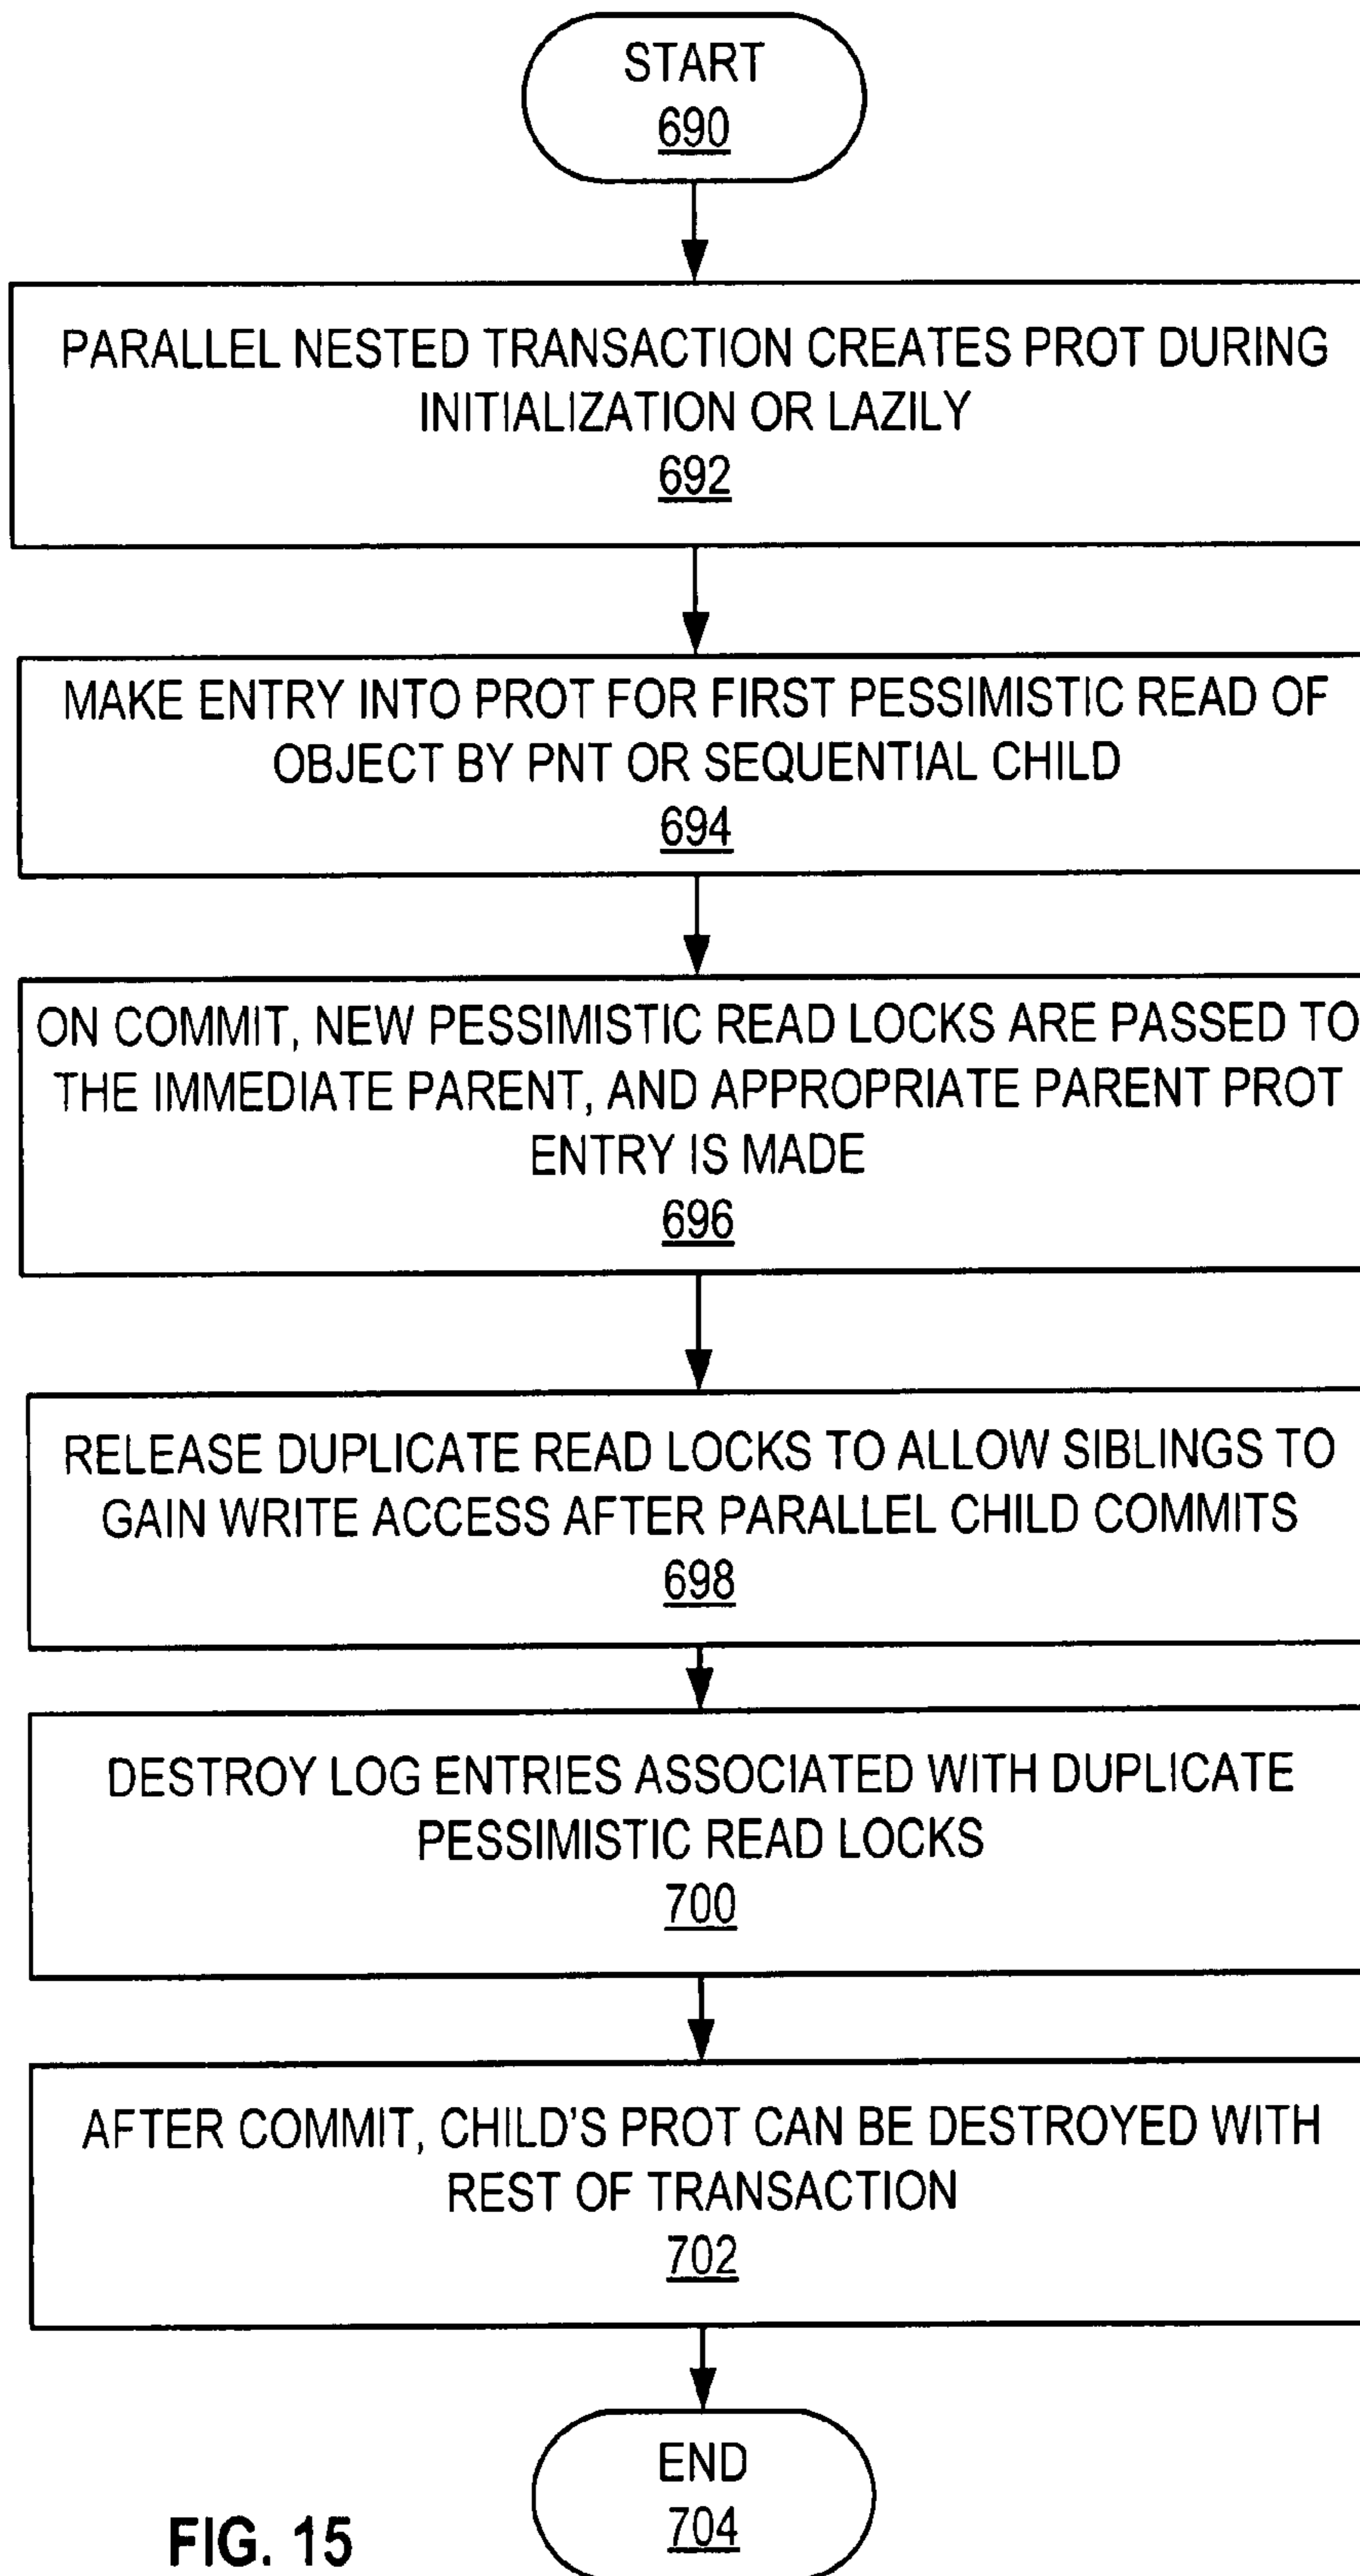 START
690
PARALLEL NESTED TRANSACTION CREATES PROT DURING
INITIALIZATION OR LAZILY
692
MAKE ENTRY INTO PROT FOR FIRST PESSIMISTIC READ OF
OBJECT BY PNT OR SEQUENTIAL CHILD
694
ON COMMIT, NEW PESSIMISTIC READ LOCKS ARE PASSED TO
THE IMMEDIATE PARENT, AND APPROPRIATE PARENT PROT
ENTRY IS MADE
696
RELEASE DUPLICATE READ LOCKS TO ALLOW SIBLINGS TO
GAIN WRITE ACCESS AFTER PARALLEL CHILD COMMITS
698
DESTROY LOG ENTRIES ASSOCIATED WITH DUPLICATE
PESSIMISTIC READ LOCKS
700
AFTER COMMIT, CHILD'S PROT CAN BE DESTROYED WITH
REST OF TRANSACTION
702
END
704
FIG. 15